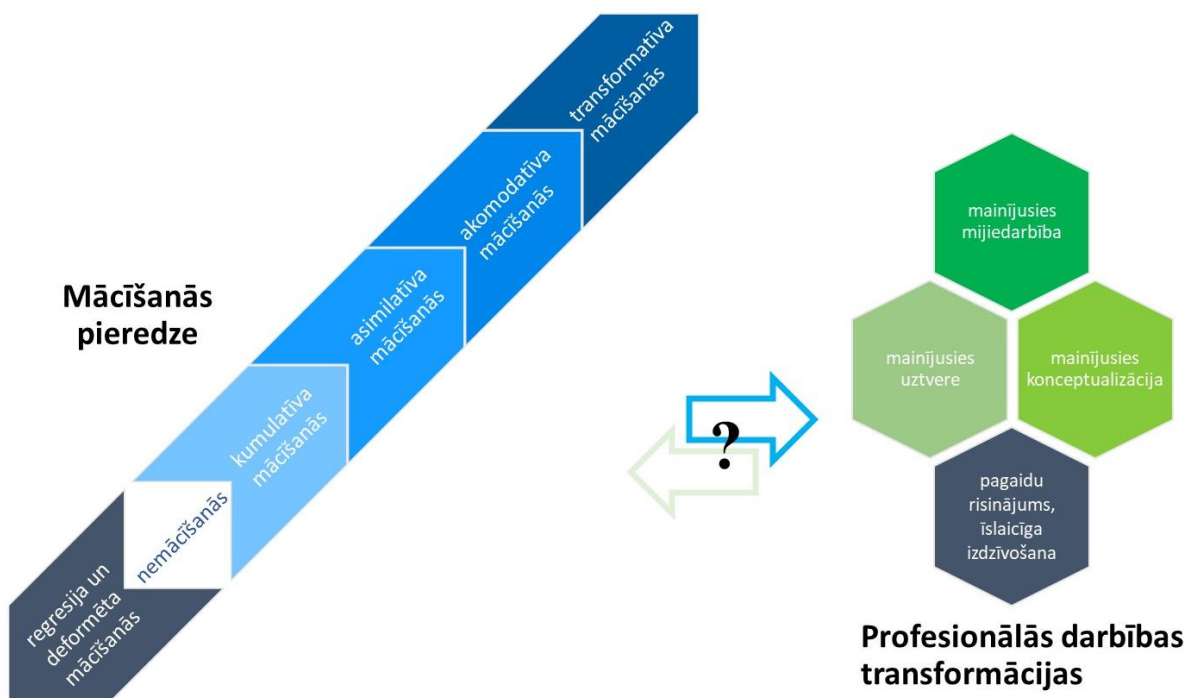 Mācīšanās
pieredze
regresija un
deformēta
mācīšanās
nemācīšanās
kumulatīva
mācīšanās
asimilatīva
mācīšanās
akomodatīva
mācīšanās
transformatīva
mācīšanās
?
mainījusies
mijiedarbība
mainījusies
uztvere
mainījusies
konceptualizācija
pagaidu
risinājums,
īslaicīga
izdzīvošana
Profesionālās darbības
transformācijas